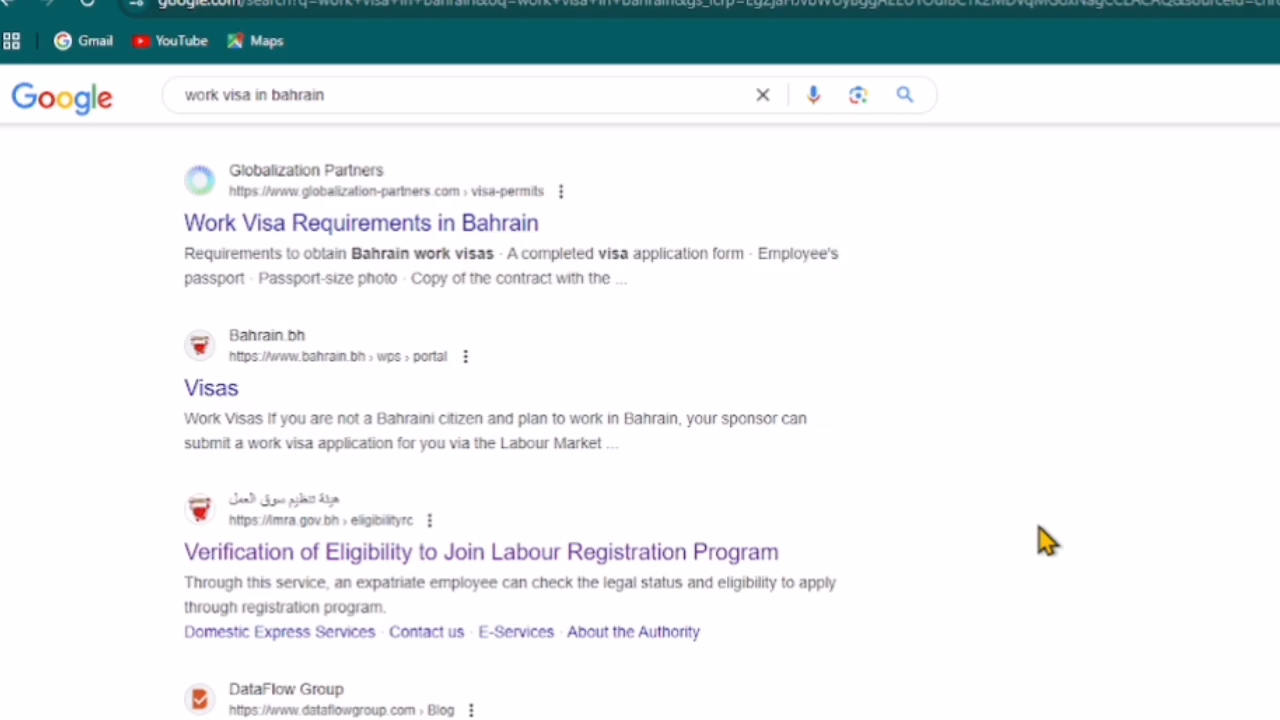 Gmail
YouTube
Maps
Google
work visa in bahrain
Globalization Partners
https://www.globalization-partners.com › visa-permits
Work Visa Requirements in Bahrain
Requirements to obtain Bahrain work visas · A completed visa application form · Employee's
passport · Passport-size photo · Copy of the contract with the ...
Bahrain.bh
https://www.bahrain.bh › wps › portal
Visas
Work Visas If you are not a Bahraini citizen and plan to work in Bahrain, your sponsor can
submit a work visa application for you via the Labour Market ...
هيئة تنظيم سوق العمل
https://lmra.gov.bh › eligibilityrc
Verification of Eligibility to Join Labour Registration Program
Through this service, an expatriate employee can check the legal status and eligibility to apply
through registration program.
Domestic Express Services · Contact us · E-Services · About the Authority
DataFlow Group
https://www.dataflowgroup.com › Blog